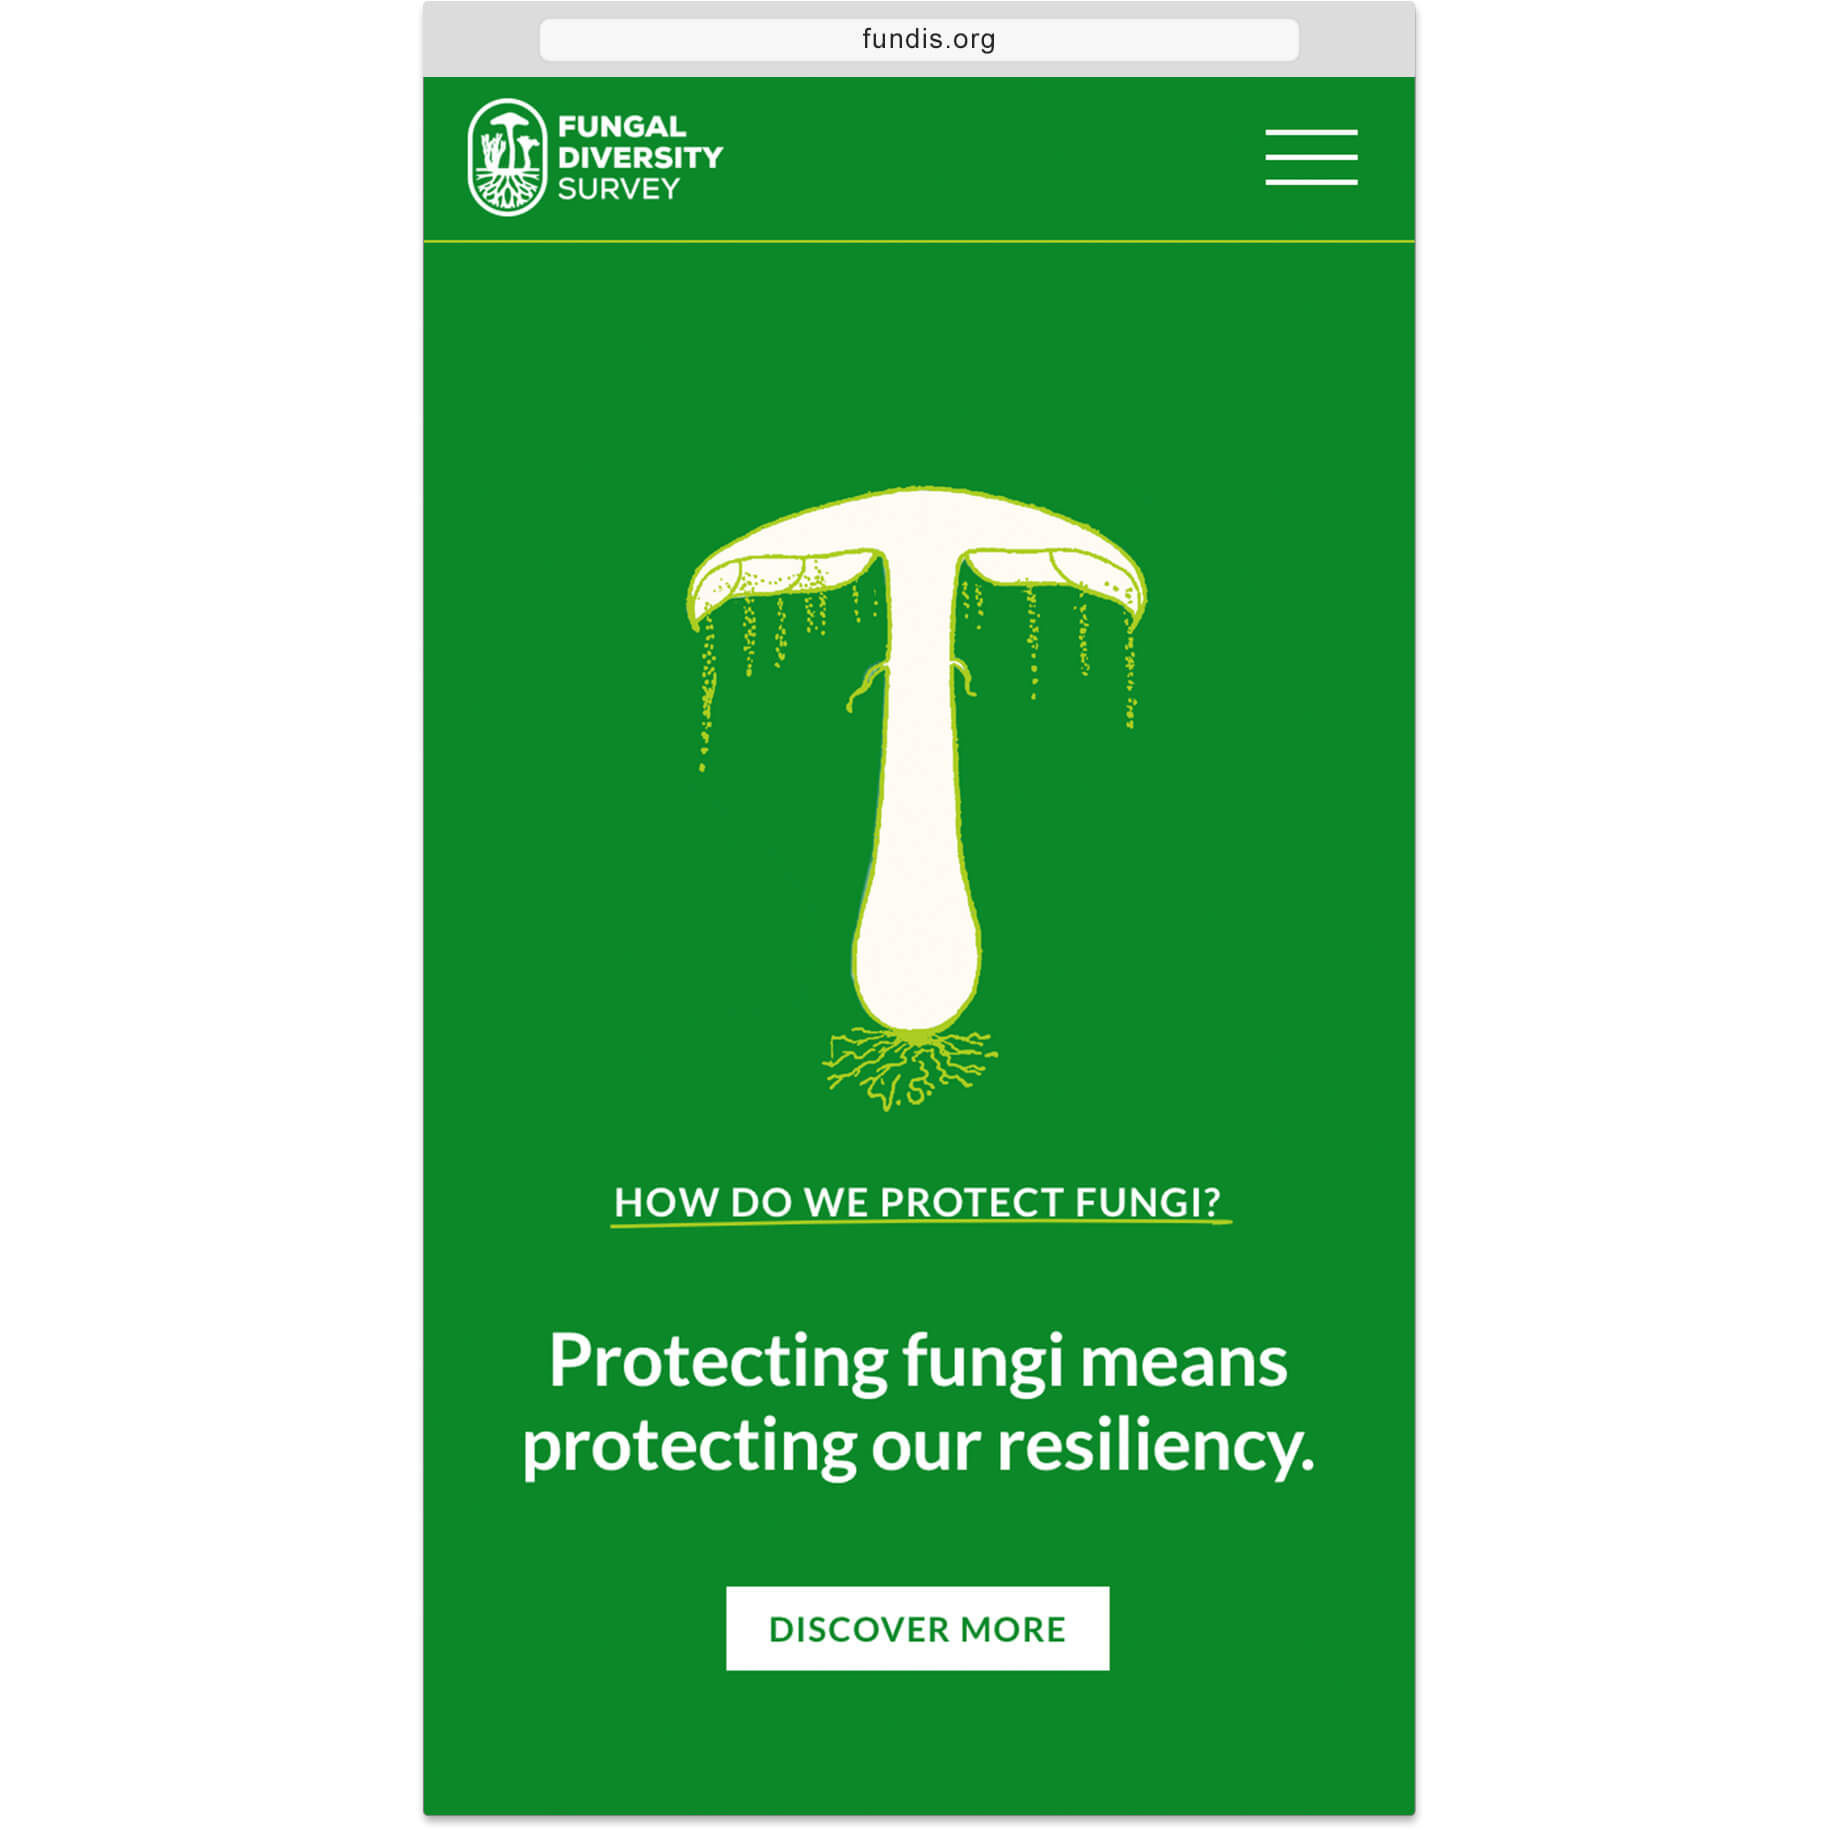 fundis.org
FUNGAL
DIVERSITY
SURVEY
HOW DO WE PROTECT FUNGI?
Protecting fungi means
protecting our resiliency.
DISCOVER MORE